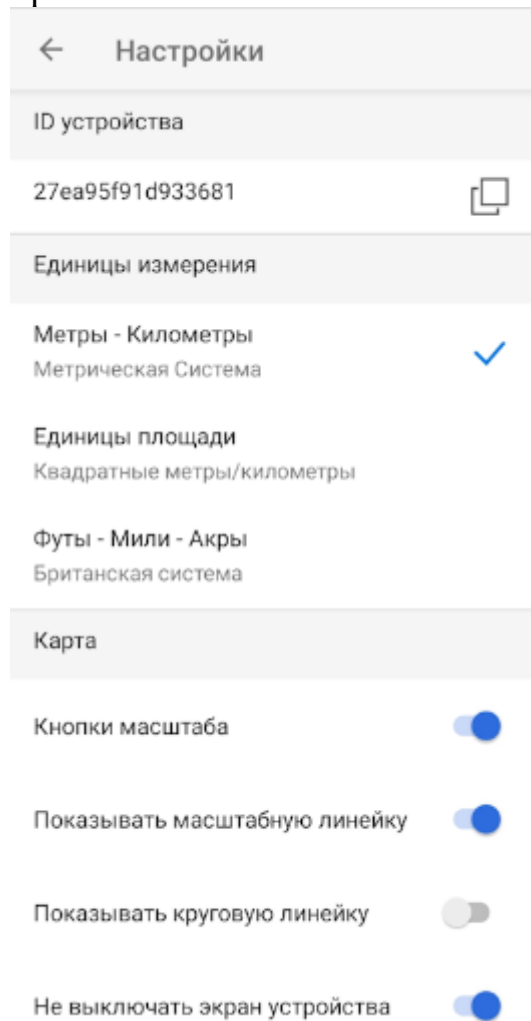 Настройки
ID устройства
27ea95f91d933681
Единицы измерения
Метры - Километры
Метрическая Система
Единицы площади
Квадратные метры/километры
Футы - Мили - Акры
Британская система
Карта
Кнопки масштаба
Показывать масштабную линейку
Показывать круговую линейку
Не выключать экран устройства